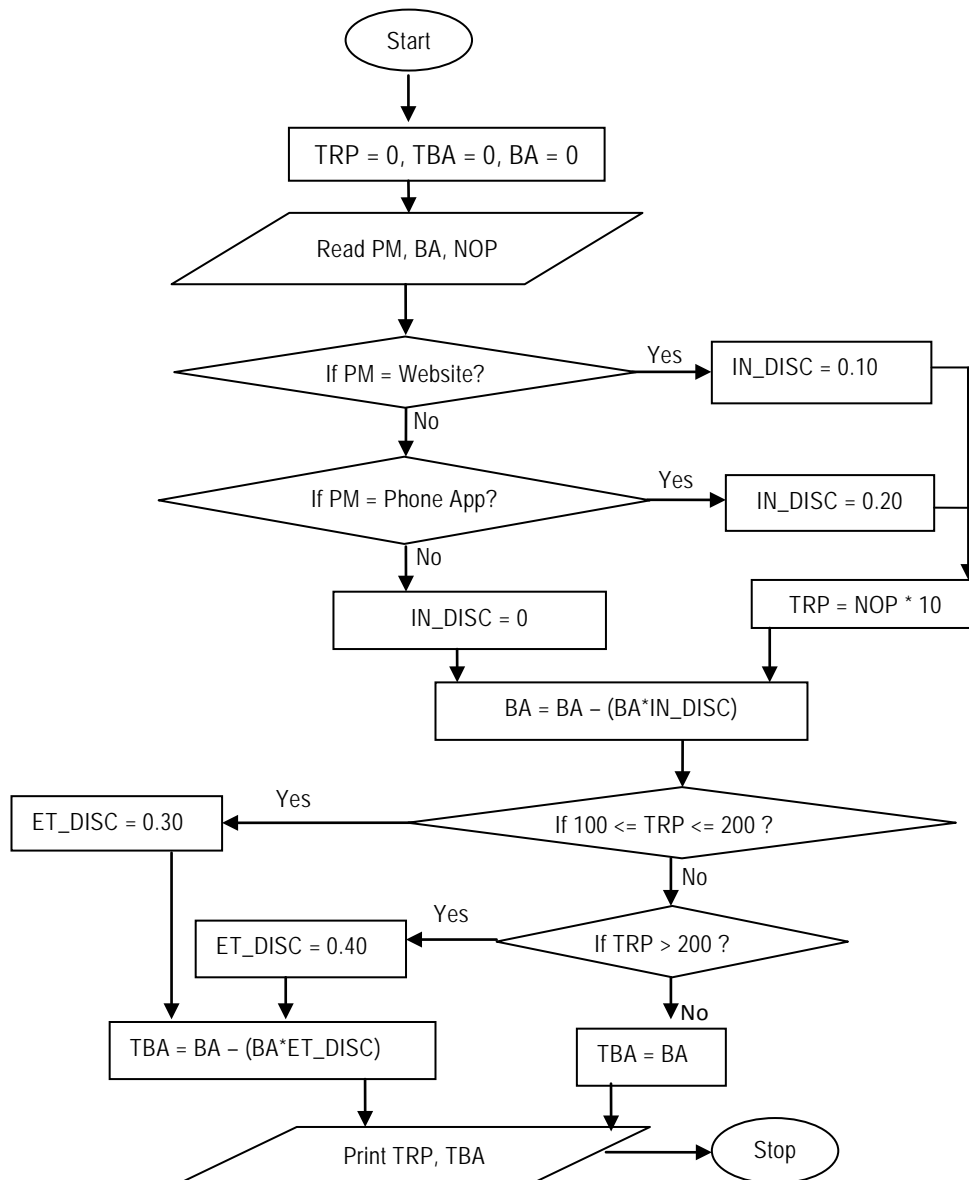 Start
TRP = 0, TBA = 0, BA = 0
Read PM, BA, NOP
If PM = Website?
Yes
IN_DISC = 0.10
No
If PM = Phone App?
Yes
IN_DISC = 0.20
No
IN_DISC = 0
TRP = NOP * 10
BA = BA – (BA*IN_DISC)
If 100 <= TRP <= 200 ?
Yes
ET_DISC = 0.30
No
If TRP > 200 ?
Yes
ET_DISC = 0.40
No
TBA = BA – (BA*ET_DISC)
TBA = BA
Print TRP, TBA
Stop